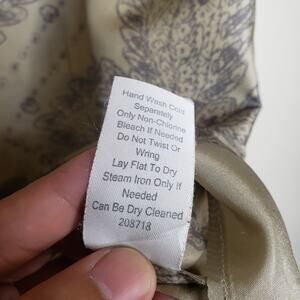 Hand Wash Cold
Separately
Only Non-Chlorine
Bleach If Needed
Do Not Twist Or
Wring
Lay Flat To Dry
Steam Iron Only If
Needed
Can Be Dry Cleaned
208718